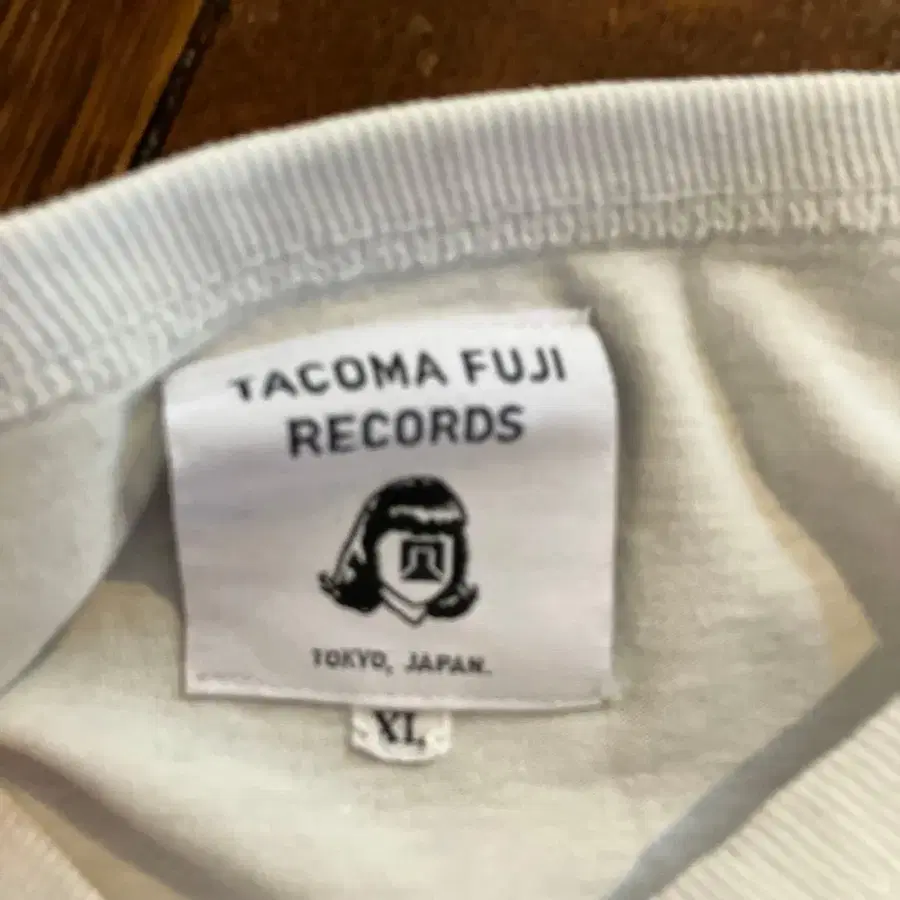 TACOMA FUJI
RECORDS
TOKYO, JAPAN.
XL